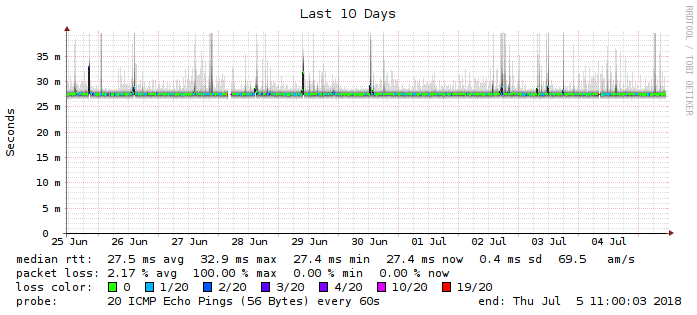 Last 10 Days
RRDTOOL / TOBI OETIKER
Seconds
35 m
30 m
25 m
20 m
15 m
10 m
5 m
0
25 Jun 26 Jun 27 Jun 28 Jun 29 Jun 30 Jun 01 Jul 02 Jul 03 Jul 04 Jul
median rtt: 27.5 ms avg 32.9 ms max 27.4 ms min 27.4 ms now 0.4 ms sd 69.5 am/s
packet loss: 2.17 % avg 100.00 % max 0.00 % min 0.00 % now
loss color: 0 1/20 2/20 3/20 4/20 10/20 19/20
probe: 20 ICMP Echo Pings (56 Bytes) every 60s end: Thu Jul 5 11:00:03 2018